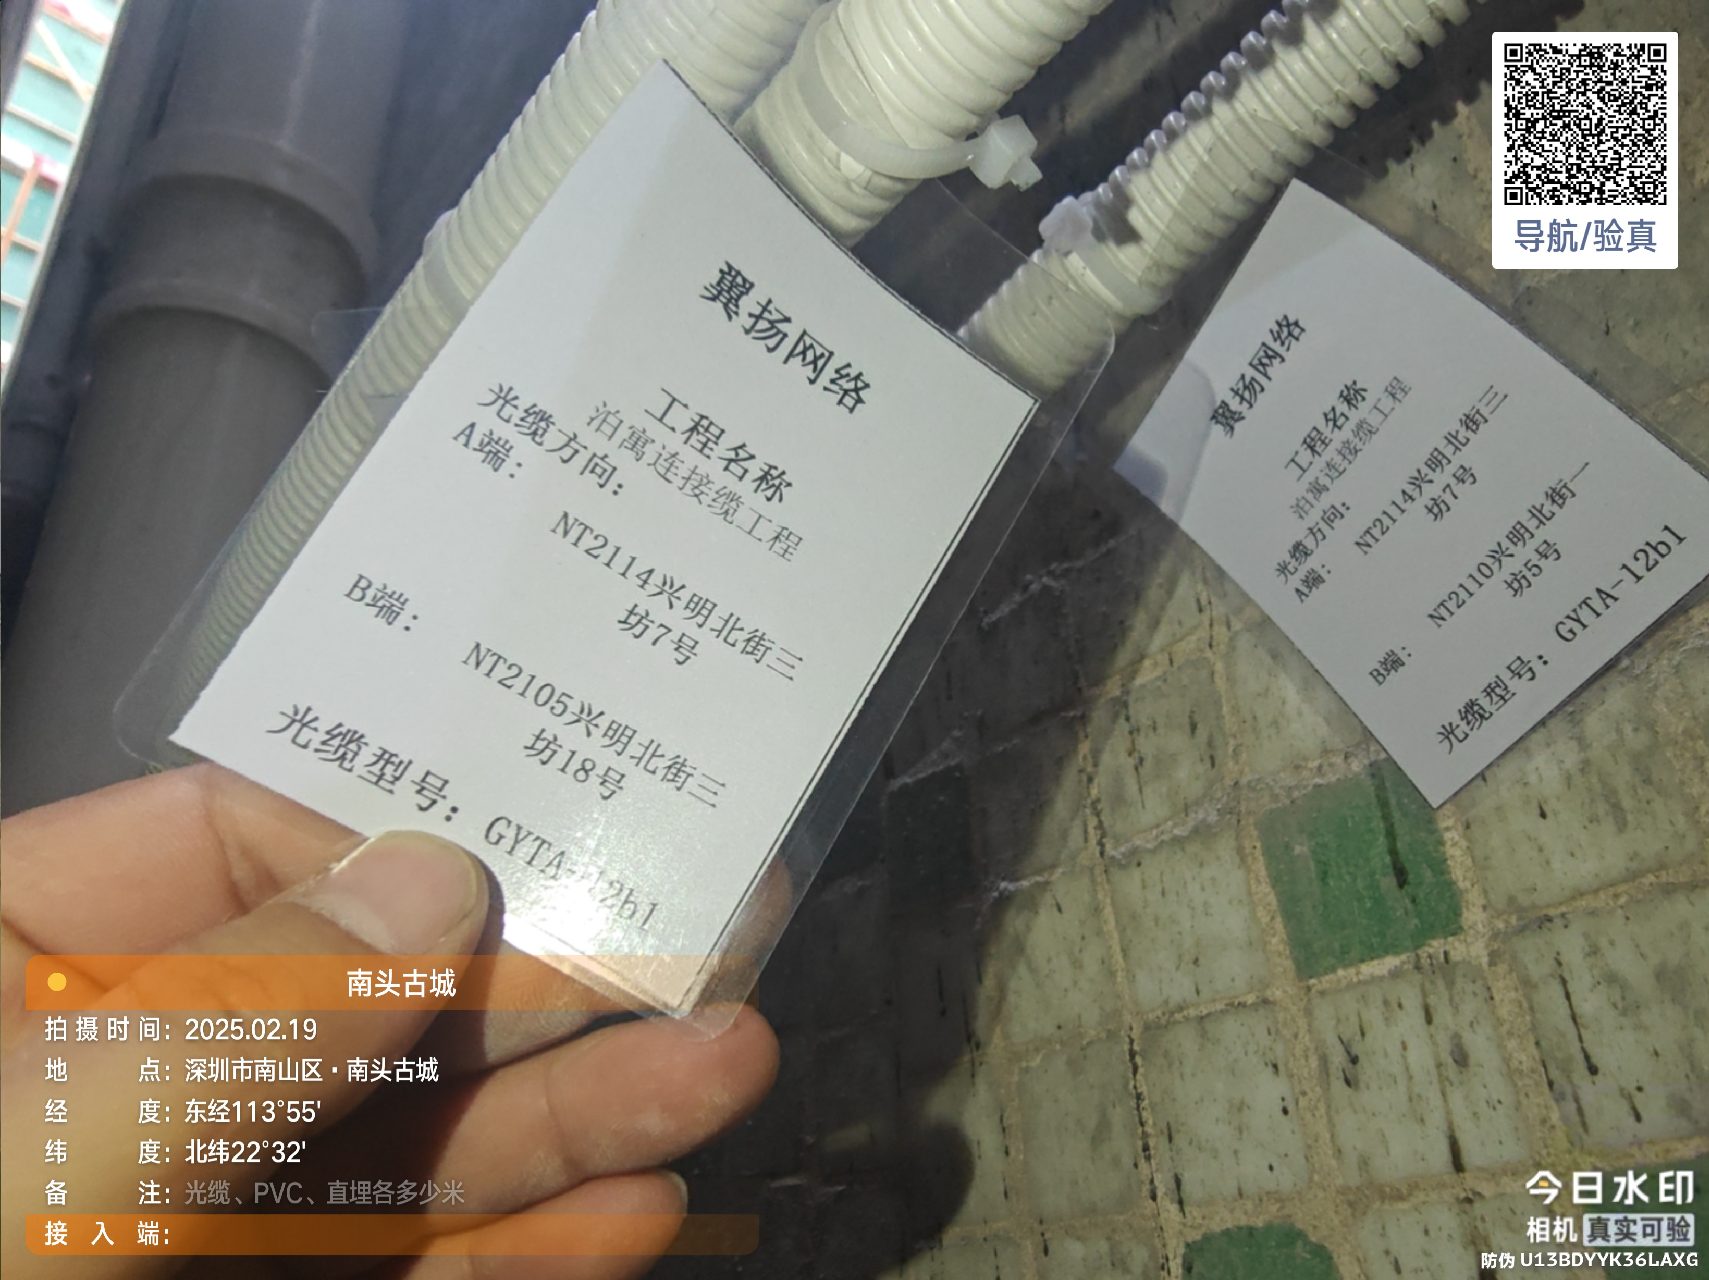 翼扬网络
工程名称
泊寓连接缆工程
光缆方向：
A端：
NT2114兴明北街三
坊7号
B端：
NT2105兴明北街三
坊18号
光缆型号：GYTA-12b1
翼扬网络
工程名称
泊寓连接缆工程
光缆方向：
A端：
NT2114兴明北街三
坊7号
B端：
NT2110兴明北街一
坊5号
光缆型号：GYTA-12b1
导航/验真
南头古城
拍摄时间：2025.02.19
地点：深圳市南山区·南头古城
经度：东经113°55'
纬度：北纬22°32'
备注：光缆、PVC、直埋各多少米
接入端：
今日水印
相机 真实可验
防伪 U13BDYYK36LAXG